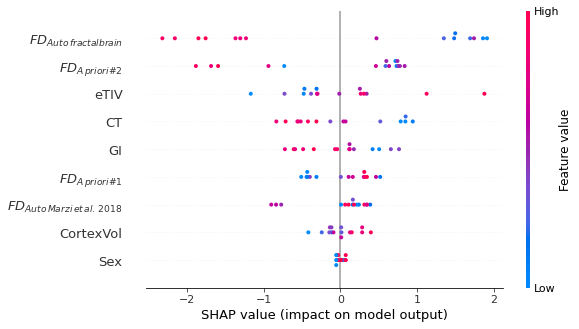 High
FD_{Auto fractalbrain}
FD_{A priori#2}
eTIV
CT
GI
FD_{A priori#1}
FD_{Auto Marzi et al. 2018}
CortexVol
Sex
Feature value
Low
−2 −1 0 1 2
SHAP value (impact on model output)